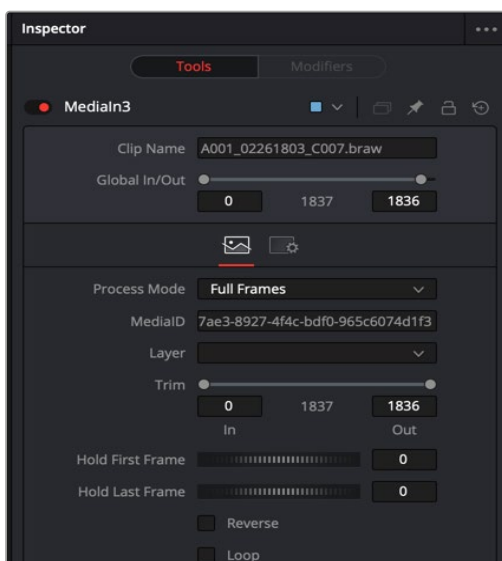 Inspector
Tools Modifiers
MediaIn3
Clip Name A001_02261803_C007.braw
Global In/Out
0 1837 1836
Process Mode Full Frames
MediaID 7ae3-8927-4f4c-bdf0-965c6074d1f3
Layer
Trim
0 1837 1836
In Out
Hold First Frame 0
Hold Last Frame 0
Reverse
Loop